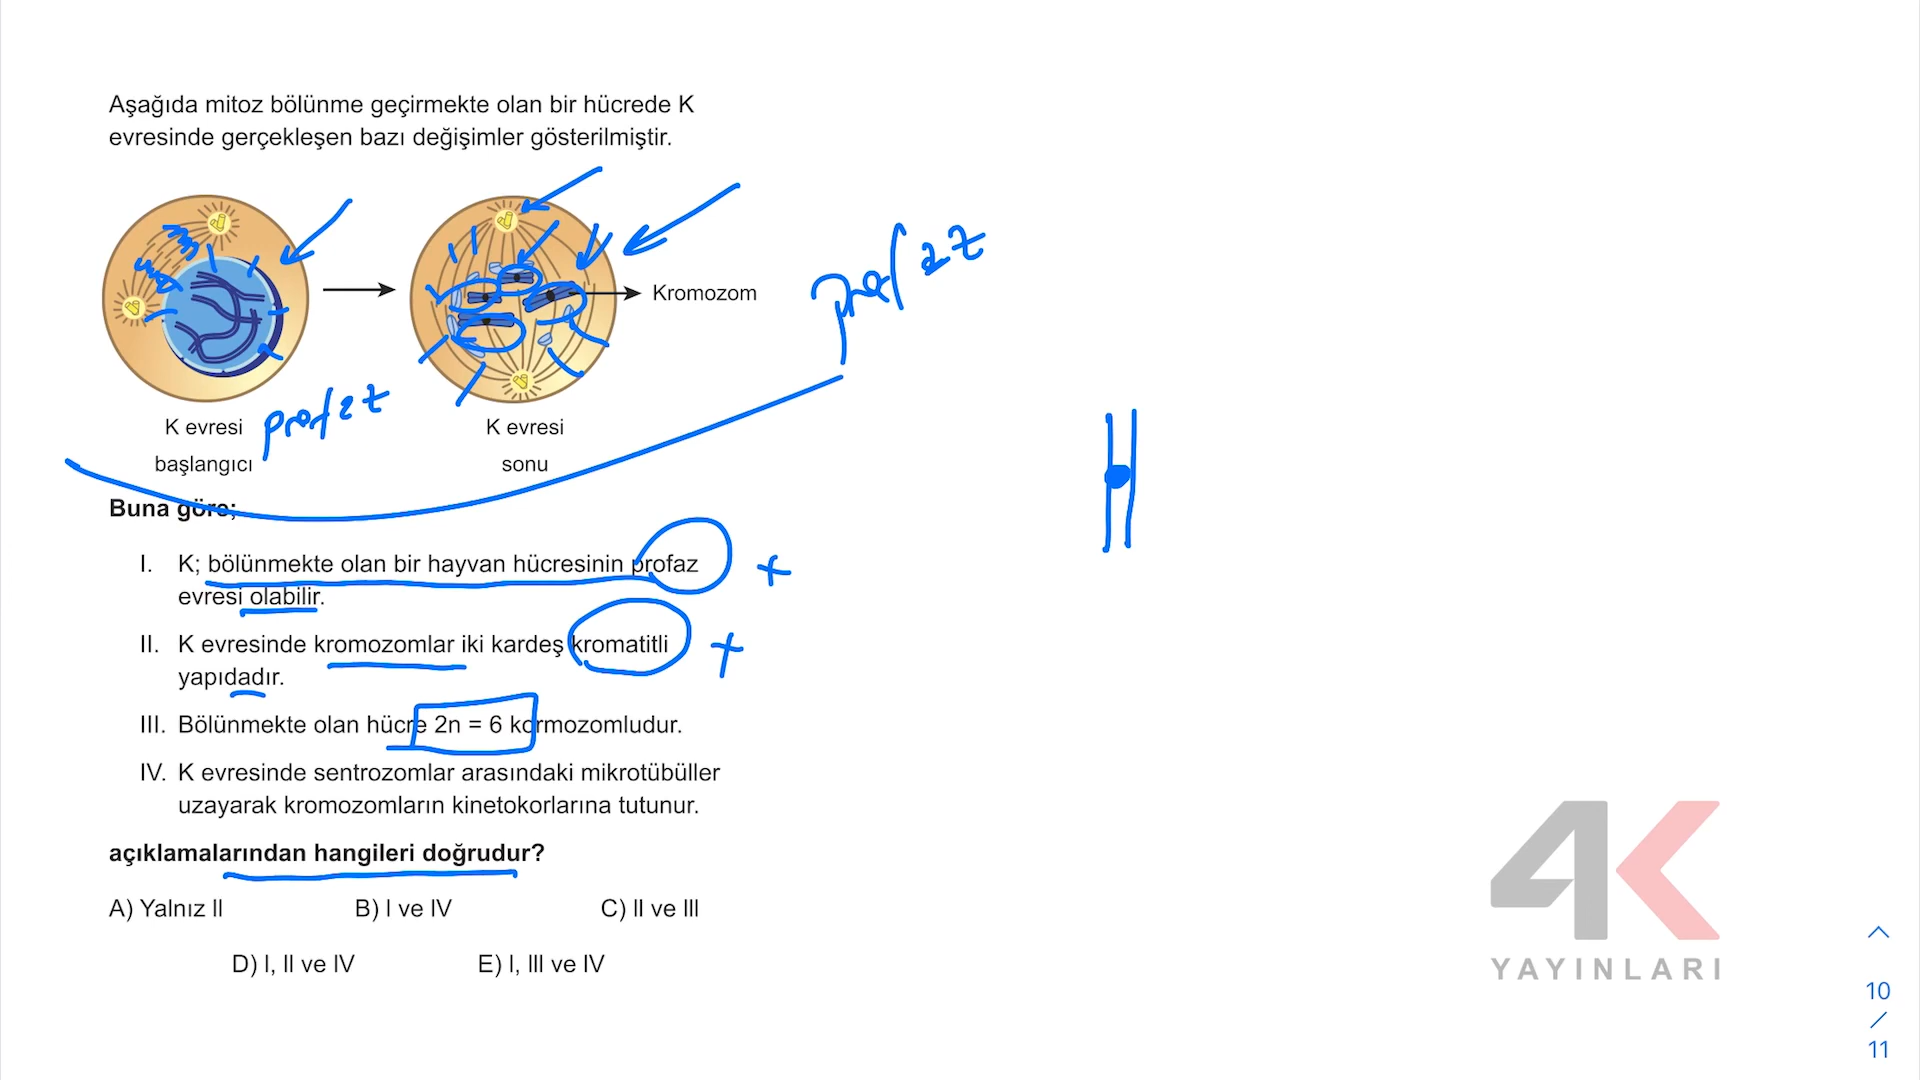 Aşağıda mitoz bölünme geçirmekte olan bir hücrede K
evresinde gerçekleşen bazı değişimler gösterilmiştir.
Kromozom
profaz
K evresi
başlangıcı
profaz
K evresi
sonu
Buna göre;
I. K; bölünmekte olan bir hayvan hücresinin profaz +
evresi olabilir.
II. K evresinde kromozomlar iki kardeş kromatitli +
yapıdadır.
III. Bölünmekte olan hücre 2n = 6 kormozomludur.
IV. K evresinde sentrozomlar arasındaki mikrotübüller
uzayarak kromozomların kinetokorlarına tutunur.
açıklamalarından hangileri doğrudur?
A) Yalnız II B) I ve IV C) II ve III
D) I, II ve IV E) I, III ve IV
4K
YAYINLARI
10
/
11